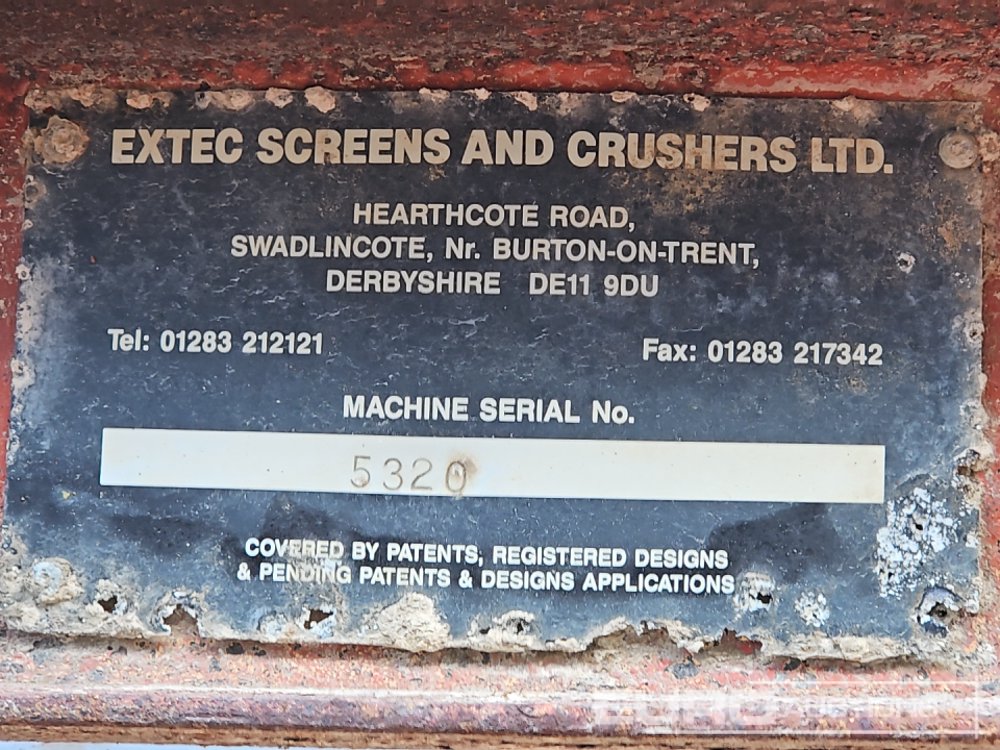 EXTEC SCREENS AND CRUSHERS LTD.
HEARTHCOTE ROAD,
SWADLINCOTE, Nr. BURTON-ON-TRENT,
DERBYSHIRE DE11 9DU
Tel: 01283 212121 Fax: 01283 217342
MACHINE SERIAL No.
5320
COVERED BY PATENTS, REGISTERED DESIGNS
& PENDING PATENTS & DESIGNS APPLICATIONS
EURO